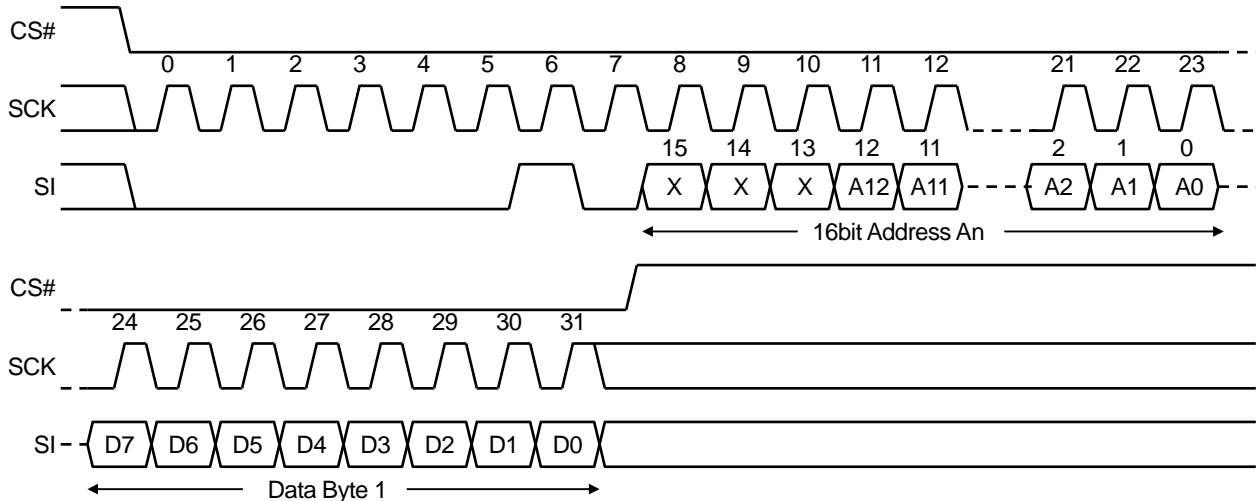 CS#
0 1 2 3 4 5 6 7 8 9 10 11 12 21 22 23
SCK
15 14 13 12 11 2 1 0
SI X X X A12 A11 A2 A1 A0
16bit Address An
CS#
24 25 26 27 28 29 30 31
SCK
SI D7 D6 D5 D4 D3 D2 D1 D0
Data Byte 1